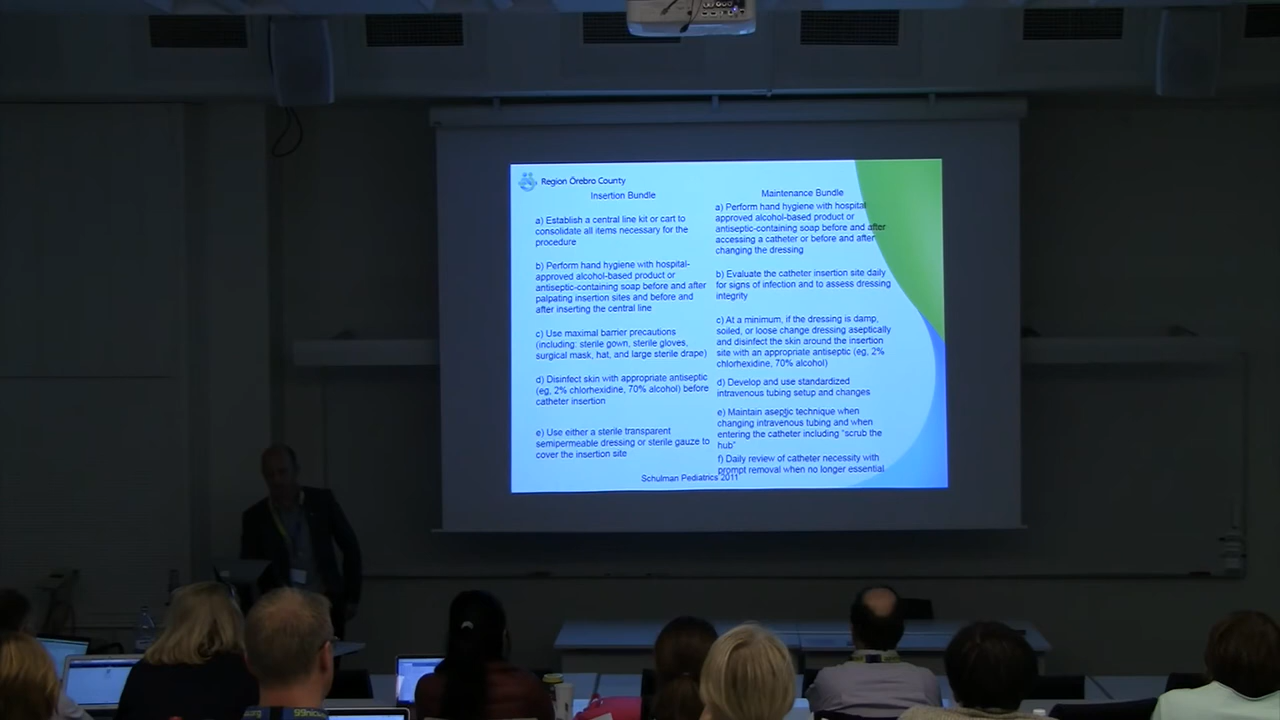 Region Örebro County
Insertion Bundle
a) Establish a central line kit or cart to
consolidate all items necessary for the
procedure
b) Perform hand hygiene with hospital-
approved alcohol-based product or
antiseptic-containing soap before and after
palpating insertion sites and before and
after inserting the central line
c) Use maximal barrier precautions
(including: sterile gown, sterile gloves,
surgical mask, hat, and large sterile drape)
d) Disinfect skin with appropriate antiseptic
(eg, 2% chlorhexidine, 70% alcohol) before
catheter insertion
e) Use either a sterile transparent
semipermeable dressing or sterile gauze to
cover the insertion site
Maintenance Bundle
a) Perform hand hygiene with hospital
approved alcohol-based product or
antiseptic-containing soap before and after
accessing a catheter or before and after
changing the dressing
b) Evaluate the catheter insertion site daily
for signs of infection and to assess dressing
integrity
c) At a minimum, if the dressing is damp,
soiled, or loose change dressing aseptically
and disinfect the skin around the insertion
site with an appropriate antiseptic (eg, 2%
chlorhexidine, 70% alcohol)
d) Develop and use standardized
intravenous tubing setup and changes
e) Maintain aseptic technique when
changing intravenous tubing and when
entering the catheter including "scrub the
hub"
f) Daily review of catheter necessity with
prompt removal when no longer essential
Schulman Pediatrics 2011